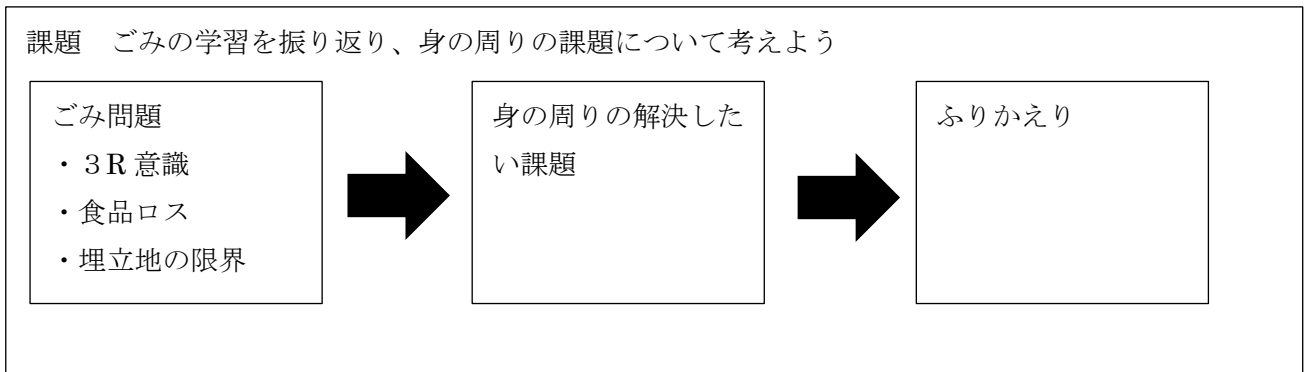 課題　ごみの学習を振り返り、身の周りの課題について考えよう
ごみ問題
・３R 意識
・食品ロス
・埋立地の限界
身の周りの解決した
い課題
ふりかえり